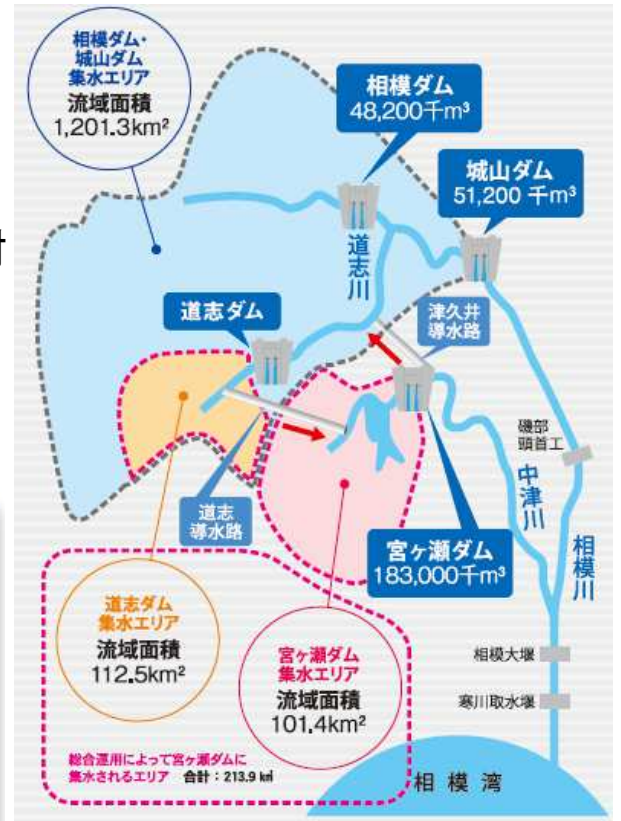 相模ダム・
城山ダム
集水エリア
流域面積
1,201.3km²
相模ダム
48,200千m³
城山ダム
51,200 千m³
道志川
道志ダム
津久井
導水路
磯部
頭首工
中津川
相模川
道志
導水路
宮ヶ瀬ダム
183,000千m³
道志ダム
集水エリア
流域面積
112.5km²
宮ヶ瀬ダム
集水エリア
流域面積
101.4km²
相模大堰
寒川取水堰
総合運用によって宮ヶ瀬ダムに
集水されるエリア 合計：213.9 ㎢
相模湾